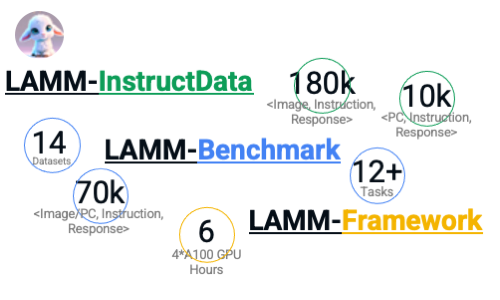 LAMM-InstructData
180k
<Image, Instruction,
Response>
10k
<PC, Instruction,
Response>
14
Datasets
LAMM-Benchmark
12+
Tasks
70k
<Image/PC, Instruction,
Response>
6
4*A100 GPU
Hours
LAMM-Framework